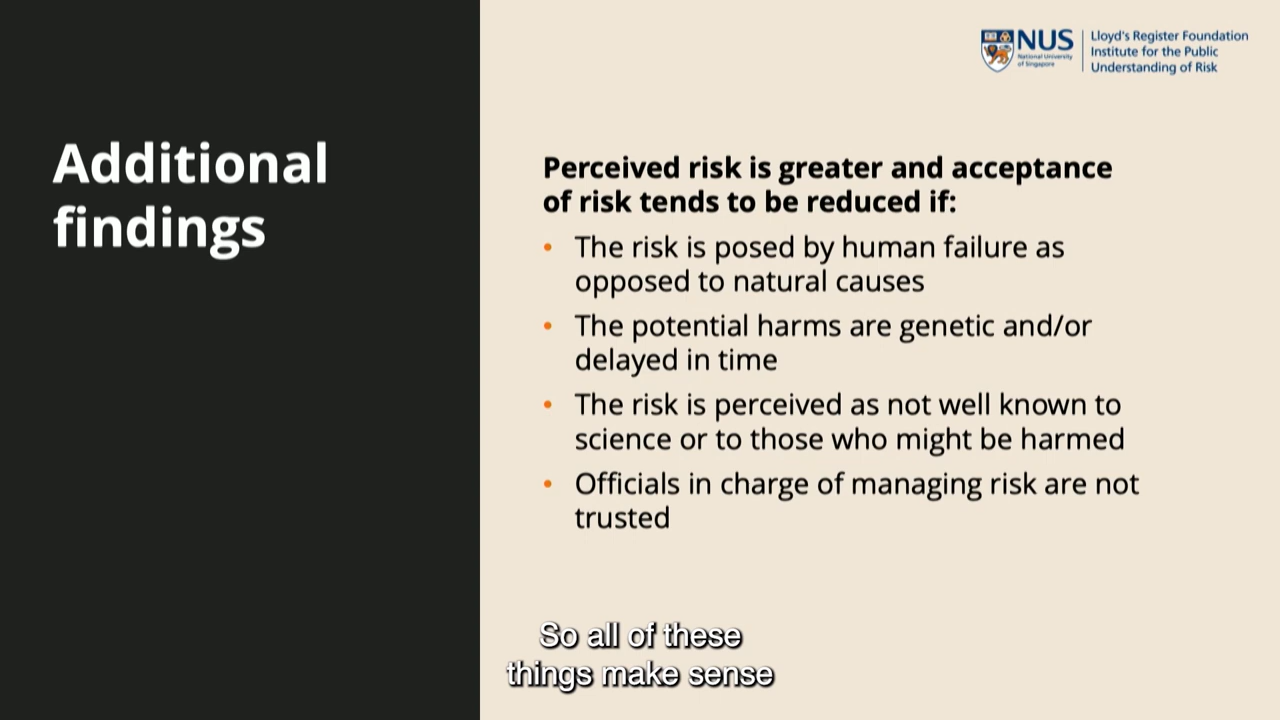 NUS
National University
of Singapore
Lloyd's Register Foundation
Institute for the Public
Understanding of Risk
Additional
findings
Perceived risk is greater and acceptance
of risk tends to be reduced if:
• The risk is posed by human failure as
opposed to natural causes
• The potential harms are genetic and/or
delayed in time
• The risk is perceived as not well known to
science or to those who might be harmed
• Officials in charge of managing risk are not
trusted
So all of these
things make sense